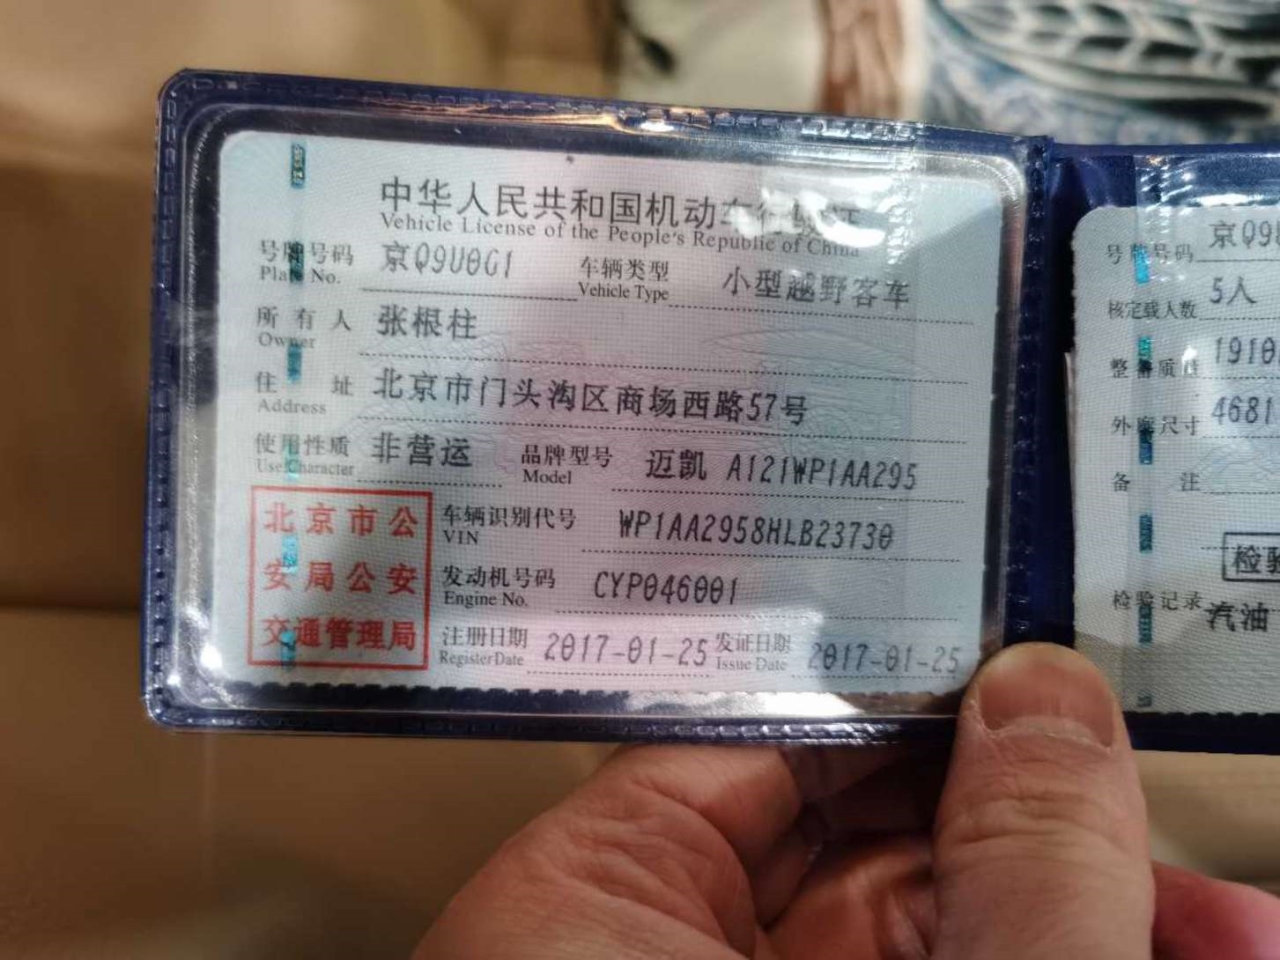 中华人民共和国机动车行驶证
Vehicle License of the People's Republic of China
号牌号码 京Q9U0G1 车辆类型 小型越野客车
Plate No. Vehicle Type
所有人 张根柱
Owner
住址 北京市门头沟区商场西路57号
Address
使用性质 非营运 品牌型号 迈凯 A121WP1AA295
Use Character Model
北京市公
安局公安
交通管理局
车辆识别代号 WP1AA2958HLB23730
VIN
发动机号码 CYP046001
Engine No.
注册日期 2017-01-25 发证日期 2017-01-25
Register Date Issue Date
号牌号码 京Q9
核定载人数 5人
整备质量 1910
外廓尺寸 4681
备注
检验
检验记录 汽油